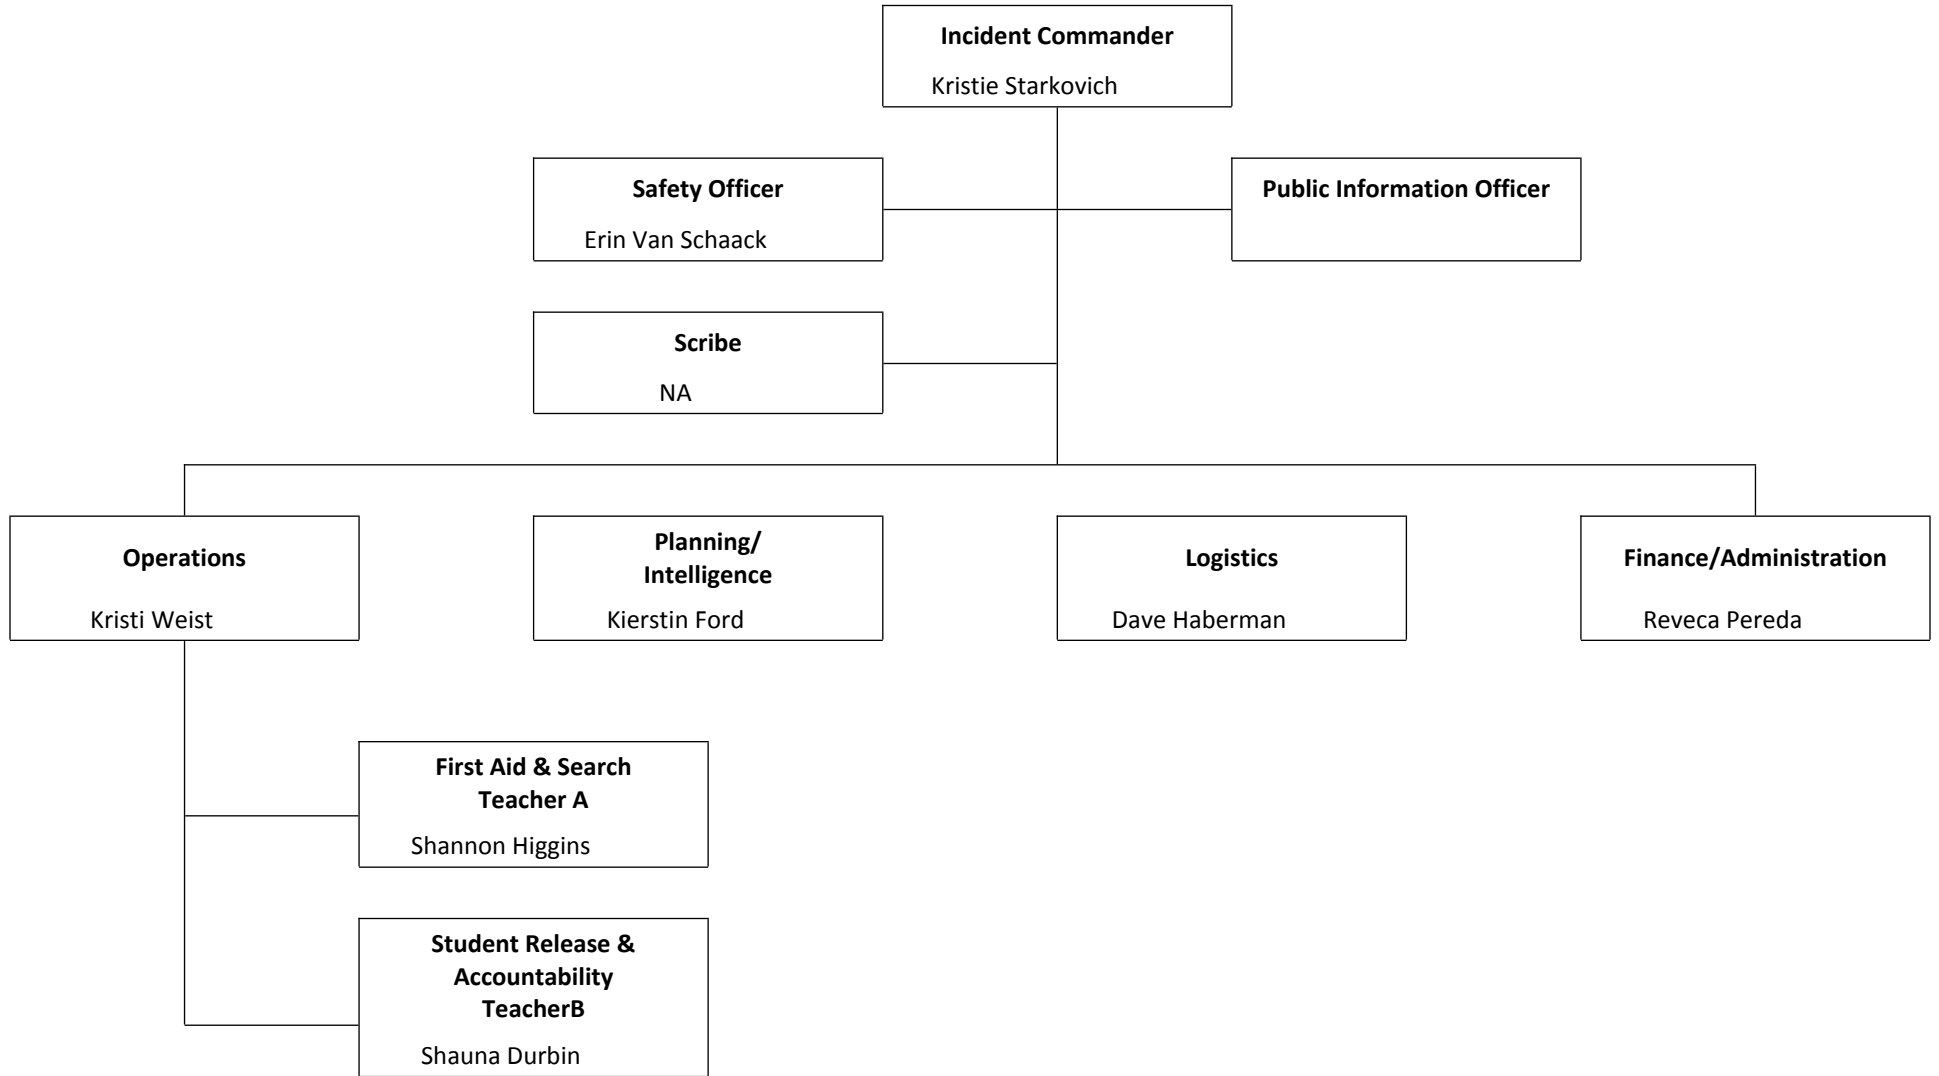 Incident Commander
Kristie Starkovich
Safety Officer
Erin Van Schaack
Public Information Officer
Scribe
NA
Operations
Kristi Weist
Planning/
Intelligence
Kierstin Ford
Logistics
Dave Haberman
Finance/Administration
Reveca Pereda
First Aid & Search
Teacher A
Shannon Higgins
Student Release &
Accountability
TeacherB
Shauna Durbin